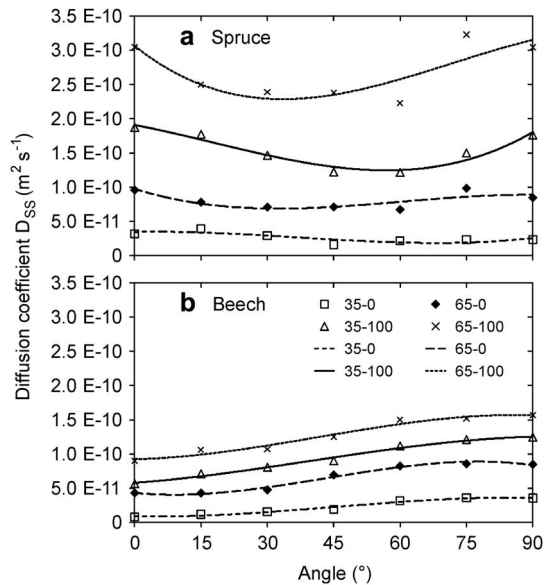 Diffusion coefficient D_SS (m² s⁻¹)
3.5 E-10
3.0 E-10
2.5 E-10
2.0 E-10
1.5 E-10
1.0 E-10
5.0 E-11
0
a Spruce
3.5 E-10
3.0 E-10
2.5 E-10
2.0 E-10
1.5 E-10
1.0 E-10
5.0 E-11
0
b Beech
35-0 65-0
35-100 65-100
35-0 65-0
35-100 65-100
0 15 30 45 60 75 90
Angle (°)